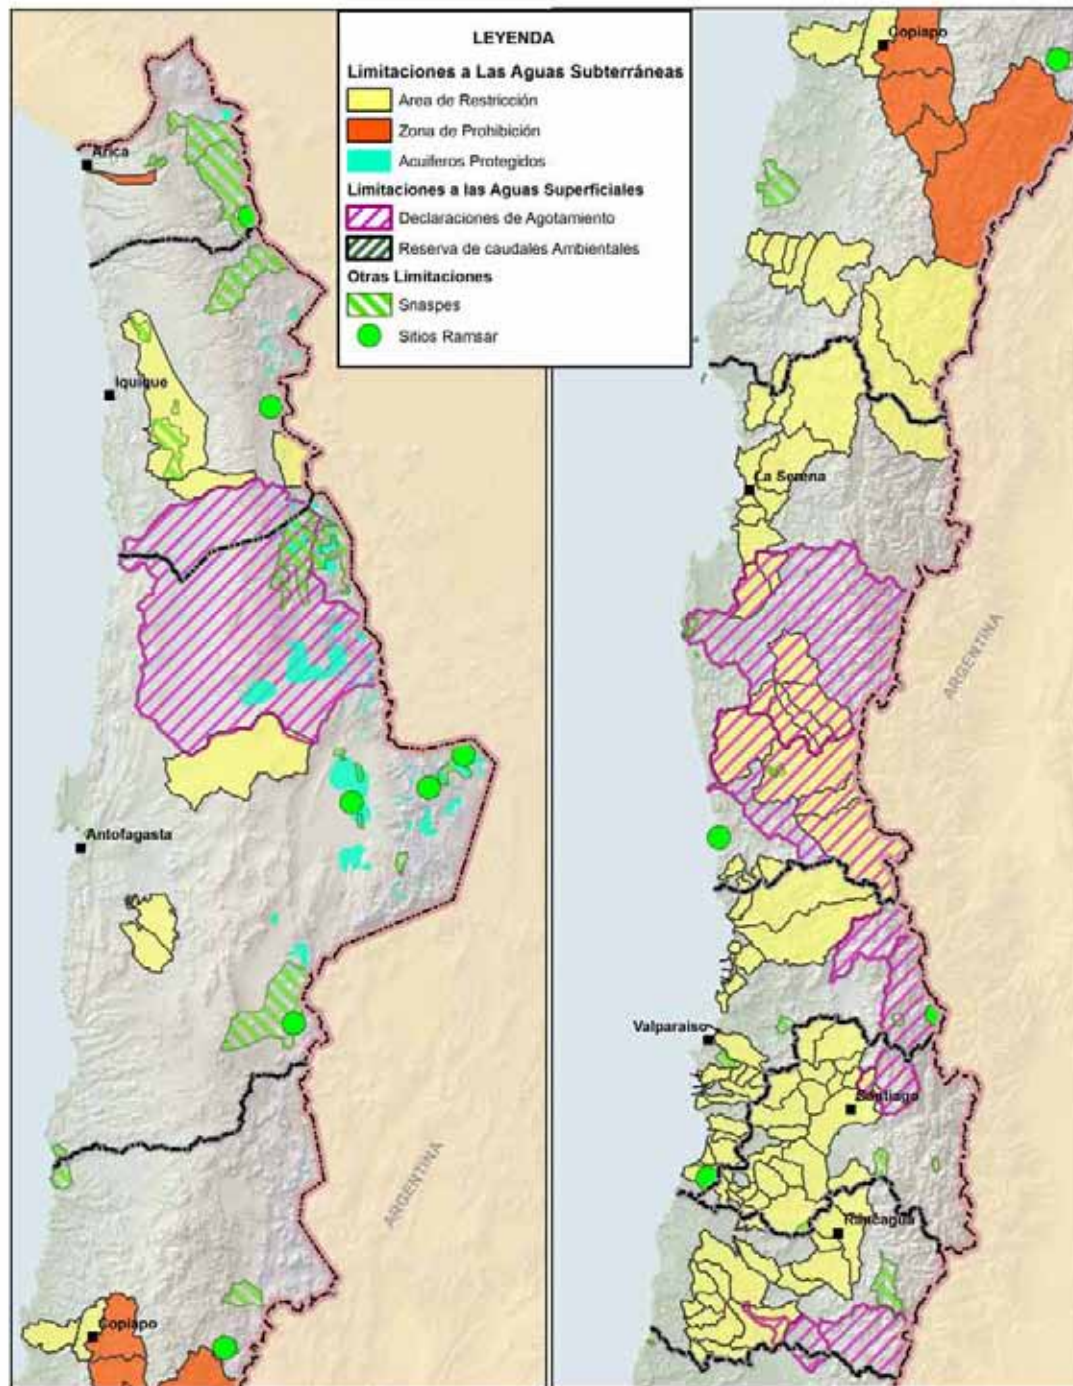 LEYENDA
Limitaciones a Las Aguas Subterráneas
Area de Restricción
Zona de Prohibición
Acuiferos Protegidos
Limitaciones a las Aguas Superficiales
Declaraciones de Agotamiento
Reserva de caudales Ambientales
Otras Limitaciones
Snaspes
Sitios Ramsar
Arica
Iquique
Antofagasta
ARGENTINA
Copiapo
Copiapo
La Serena
ARGENTINA
Valparaiso
Santiago
Rancagua